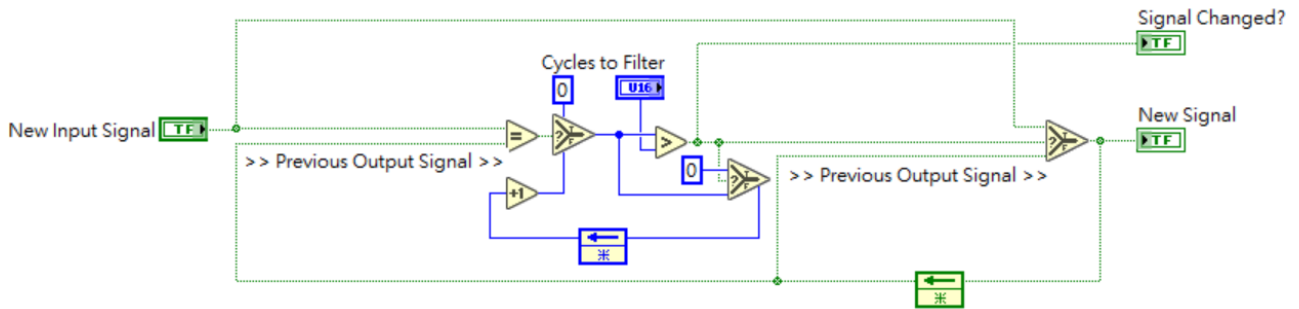 Signal Changed?
TF
Cycles to Filter
0
U16
New Input Signal
TF
=
?
T
F
>
New Signal
TF
?
T
F
>> Previous Output Signal >>
0
?
T
F
>> Previous Output Signal >>
+1